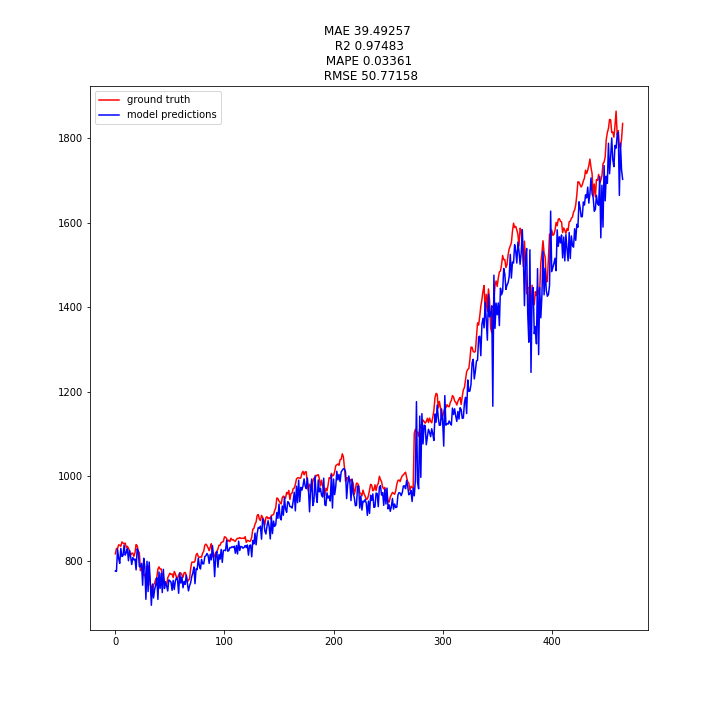 MAE 39.49257
R2 0.97483
MAPE 0.03361
RMSE 50.77158
ground truth
model predictions
1800
1600
1400
1200
1000
800
0
100
200
300
400